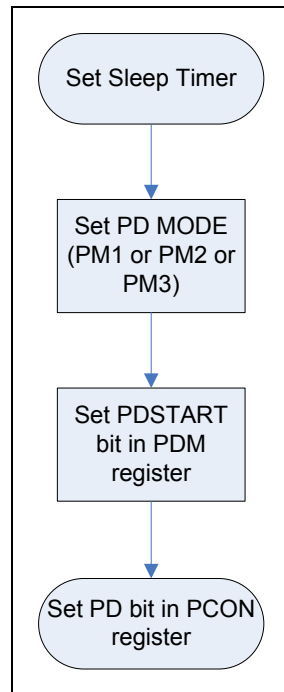 Set Sleep Timer
Set PD MODE
(PM1 or PM2 or
PM3)
Set PDSTART
bit in PDM
register
Set PD bit in PCON
register